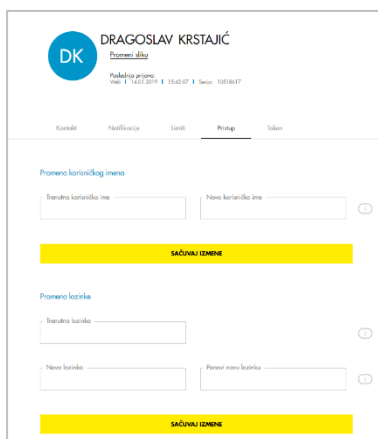 DK
DRAGOSLAV KRSTAJIĆ
Promeni sliku
Poslednja prijava:
Web | 14.01.2019 | 15:42:07 | Sesija: 10518617
Kontakt Notifikacije Limiti Pristup Token
Promena korisničkog imena
Trenutno korisničko ime Novo korisničko ime
SAČUVAJ IZMENE
Promena lozinke
Trenutna lozinka
Nova lozinka Ponovi novu lozinku
SAČUVAJ IZMENE